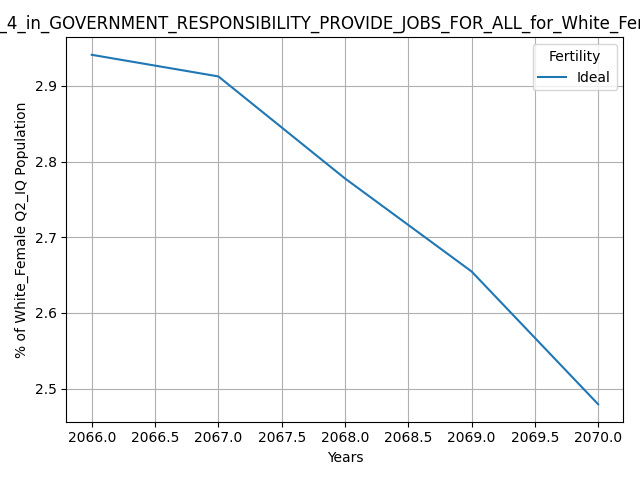 _4_in_GOVERNMENT_RESPONSIBILITY_PROVIDE_JOBS_FOR_ALL_for_White_Fe
Fertility
Ideal
% of White_Female Q2_IQ Population
2.9
2.8
2.7
2.6
2.5
2066.0 2066.5 2067.0 2067.5 2068.0 2068.5 2069.0 2069.5 2070.0
Years